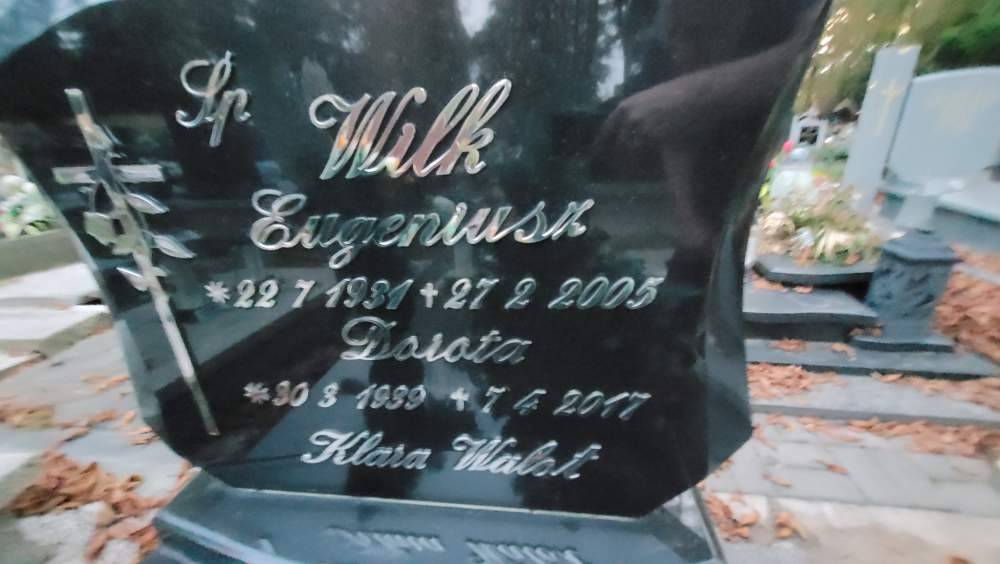 Śp
Wilk
Eugeniusz
*22 7 1931 +27 2 2005
Dorota
*30 3 1939 +7 4 2017
Klara Walot